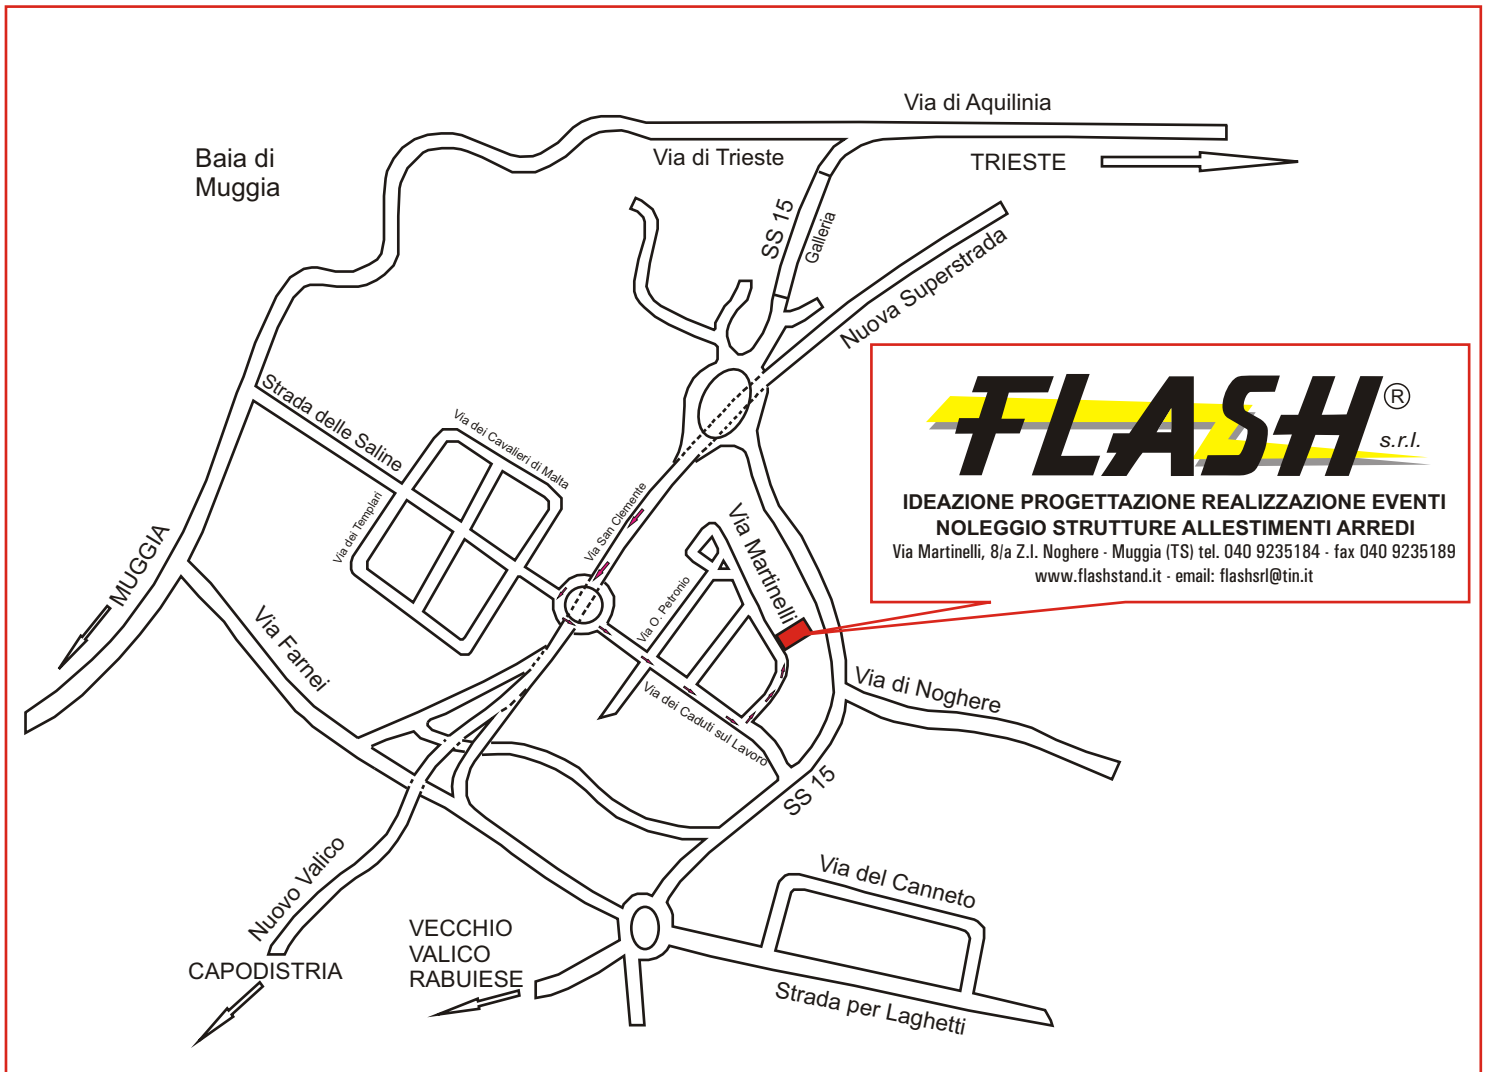 Via di Aquilinia
Baia di
Muggia
Via di Trieste
TRIESTE
SS 15
Galleria
Nuova Superstrada
FLASH®
s.r.l.
IDEAZIONE PROGETTAZIONE REALIZZAZIONE EVENTI
NOLEGGIO STRUTTURE ALLESTIMENTI ARREDI
Via Martinelli, 8/a Z.I. Noghere - Muggia (TS) tel. 040 9235184 - fax 040 9235189
www.flashstand.it - email: flashsrl@tin.it
Strada delle Saline
Via dei Cavalieri di Malta
Via dei Templari
Via San Clemente
Via Martinelli
MUGGIA
Via O. Petronio
Via Farnei
Via dei Caduti sul Lavoro
Via di Noghere
SS 15
Nuovo Valico
Via del Canneto
CAPODISTRIA
VECCHIO
VALICO
RABUIESE
Strada per Laghetti